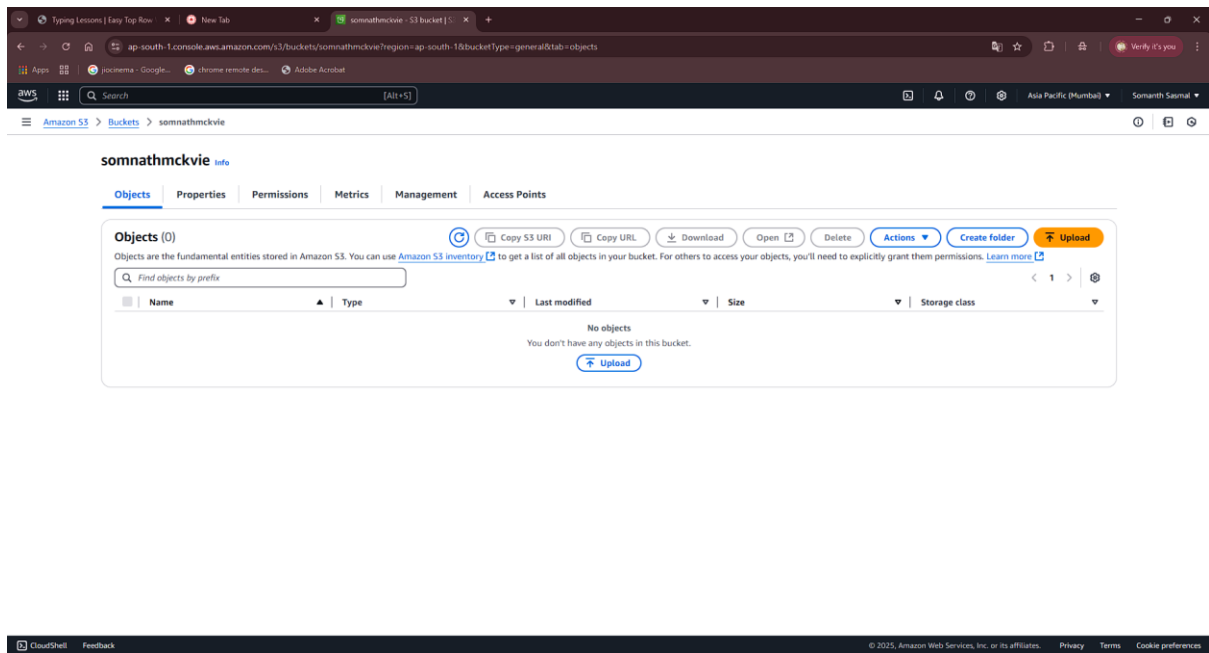 Typing Lessons | Easy Top Row
New Tab
somnathmckvie - S3 bucket | S3
ap-south-1.console.aws.amazon.com/s3/buckets/somnathmckvie?region=ap-south-1&bucketType=general&tab=objects
Verify it's you
Apps
jiocinema - Google...
chrome remote des...
Adobe Acrobat
aws
Search
[Alt+S]
Asia Pacific (Mumbai)
Somanth Sasmal
Amazon S3 > Buckets > somnathmckvie
somnathmckvie Info
Objects Properties Permissions Metrics Management Access Points
Objects (0)
Copy S3 URI Copy URL Download Open Delete Actions Create folder Upload
Objects are the fundamental entities stored in Amazon S3. You can use Amazon S3 inventory to get a list of all objects in your bucket. For others to access your objects, you'll need to explicitly grant them permissions. Learn more
Find objects by prefix
1
Name Type Last modified Size Storage class
No objects
You don't have any objects in this bucket.
Upload
CloudShell Feedback
© 2025, Amazon Web Services, Inc. or its affiliates. Privacy Terms Cookie preferences